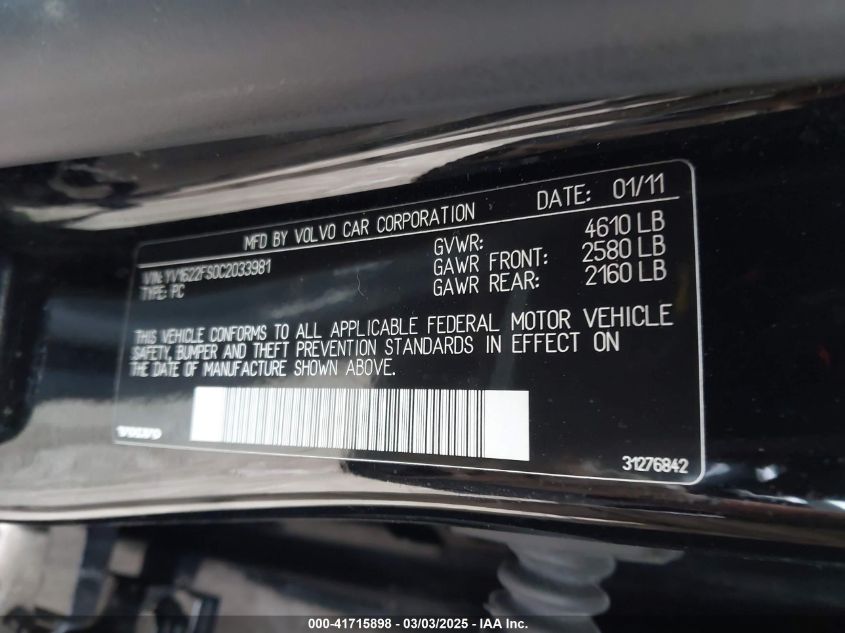 MFD BY VOLVO CAR CORPORATION DATE: 01/11
VIN: YV1622FS0C2033981
TYPE: PC
GVWR: 4610 LB
GAWR FRONT: 2580 LB
GAWR REAR: 2160 LB
THIS VEHICLE CONFORMS TO ALL APPLICABLE FEDERAL MOTOR VEHICLE
SAFETY, BUMPER AND THEFT PREVENTION STANDARDS IN EFFECT ON
THE DATE OF MANUFACTURE SHOWN ABOVE.
VOLVO
31276842
000-41715898 - 03/03/2025 - IAA Inc.